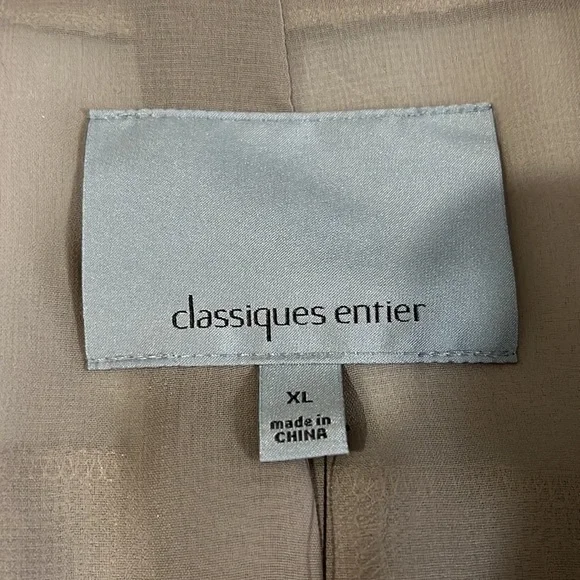 classiques entier
XL
made in
CHINA